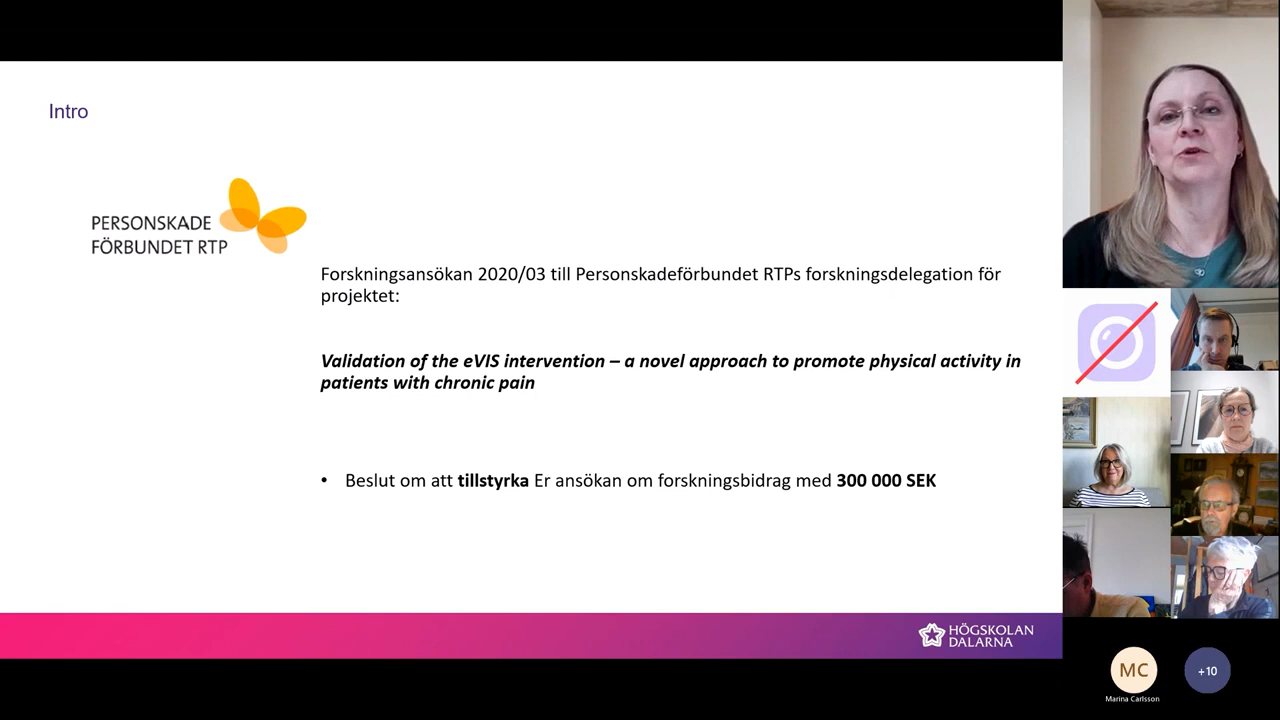 Intro
PERSONSKADE
FÖRBUNDET RTP
Forskningsansökan 2020/03 till Personskadeförbundet RTPs forskningsdelegation för
projektet:
Validation of the eVIS intervention – a novel approach to promote physical activity in
patients with chronic pain
• Beslut om att tillstyrka Er ansökan om forskningsbidrag med 300 000 SEK
HÖGSKOLAN
DALARNA
MC
+10
Marina Carlsson